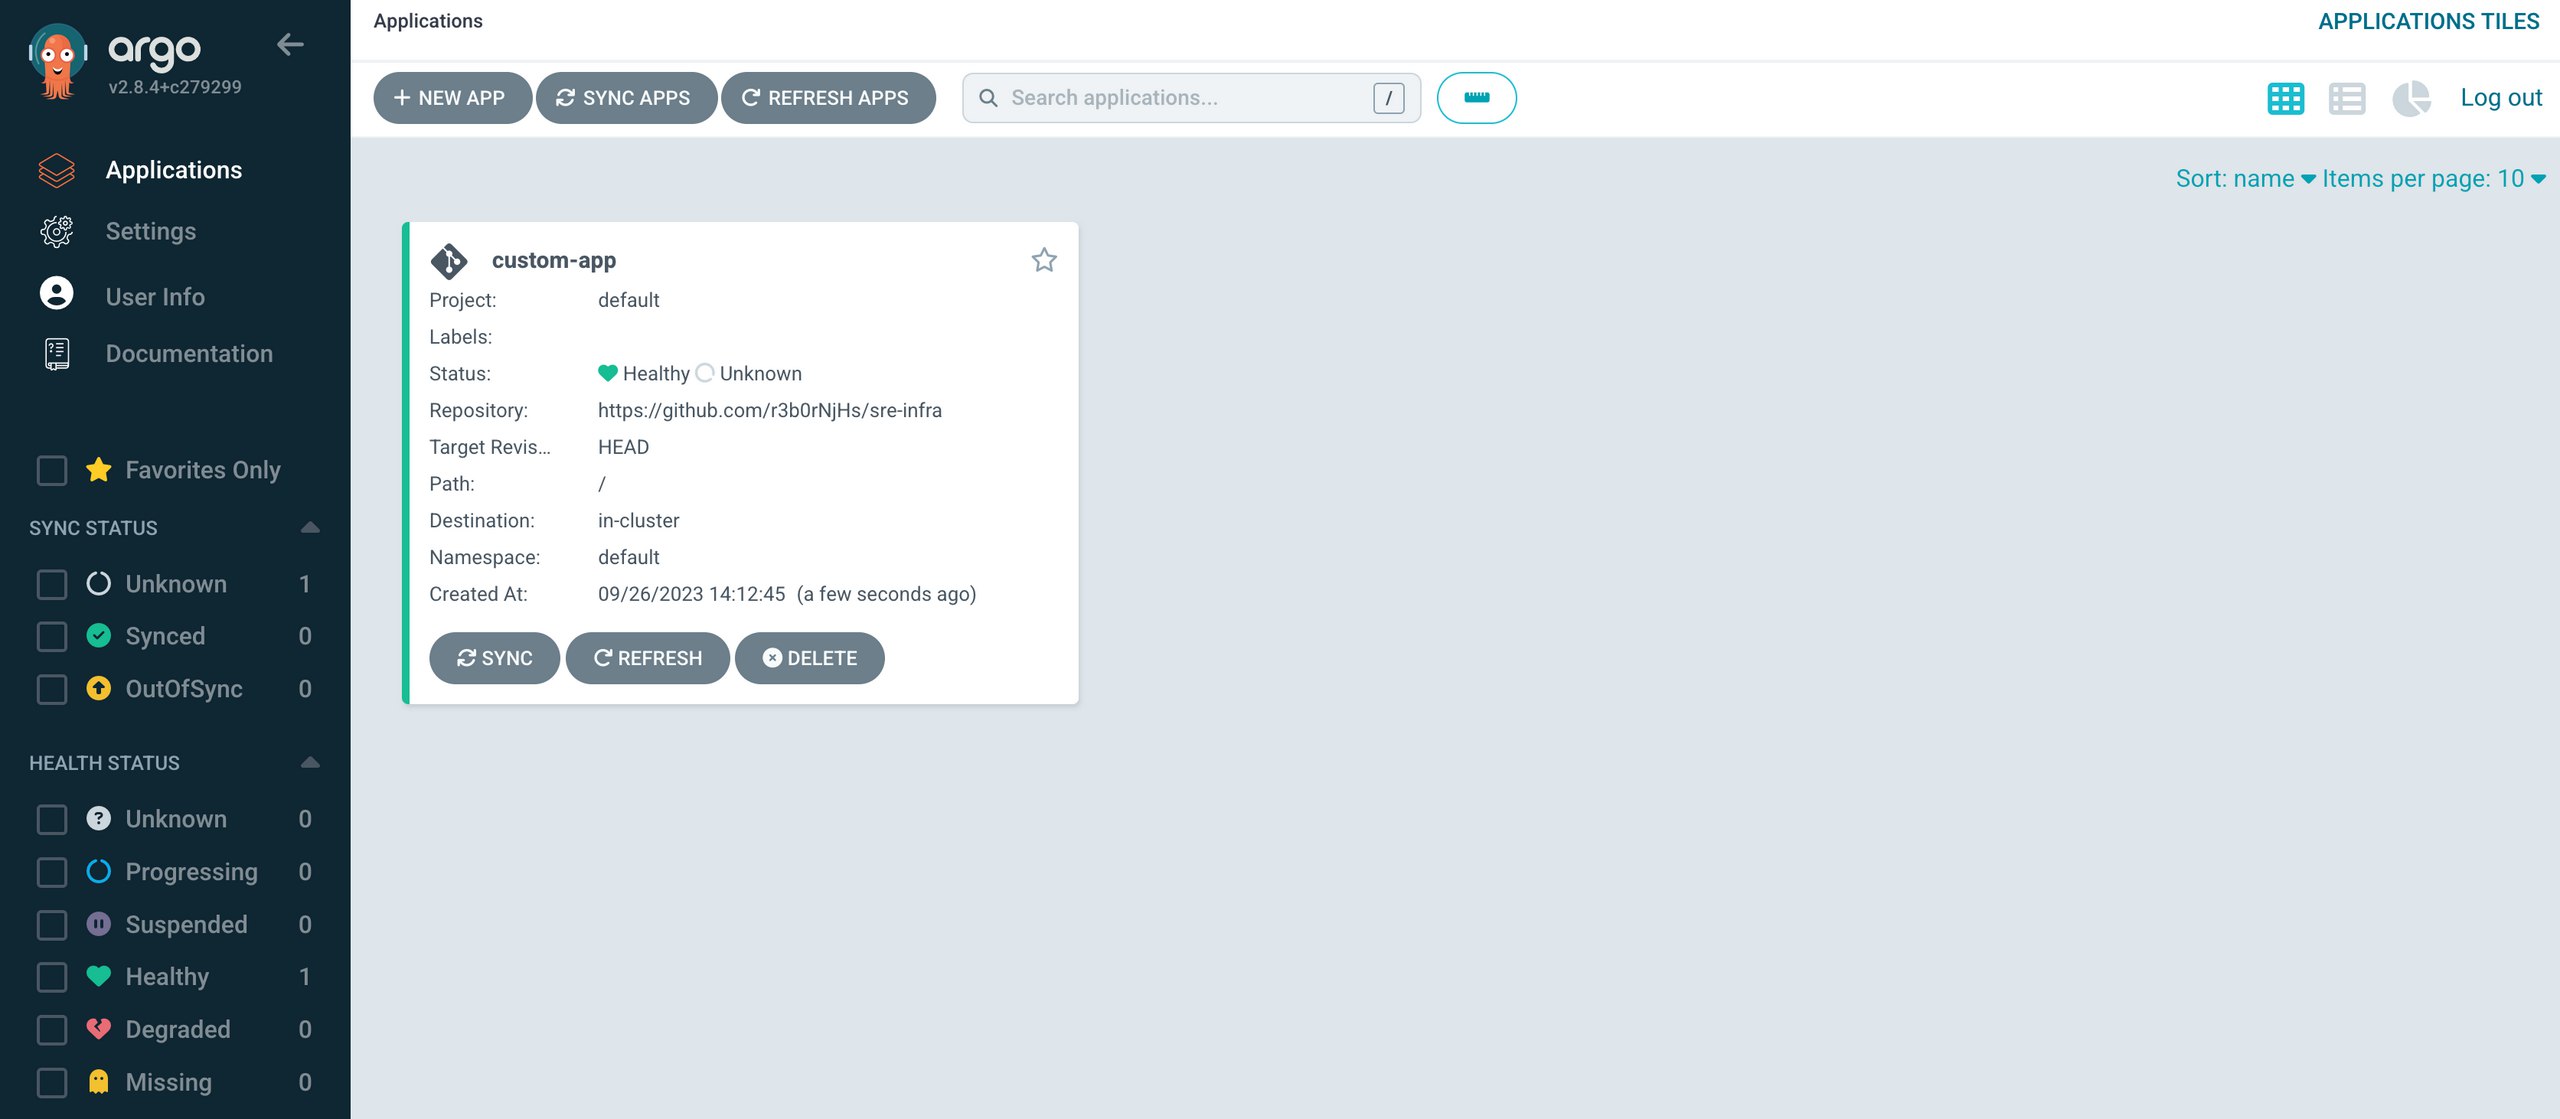 argo
v2.8.4+c279299
Applications
Settings
User Info
Documentation
Favorites Only
SYNC STATUS
Unknown 1
Synced 0
OutOfSync 0
HEALTH STATUS
Unknown 0
Progressing 0
Suspended 0
Healthy 1
Degraded 0
Missing 0
Applications
APPLICATIONS TILES
+ NEW APP SYNC APPS REFRESH APPS Search applications... / Log out
Sort: name Items per page: 10
custom-app
Project: default
Labels:
Status: Healthy Unknown
Repository: https://github.com/r3b0rNjHs/sre-infra
Target Revis... HEAD
Path: /
Destination: in-cluster
Namespace: default
Created At: 09/26/2023 14:12:45 (a few seconds ago)
SYNC REFRESH DELETE